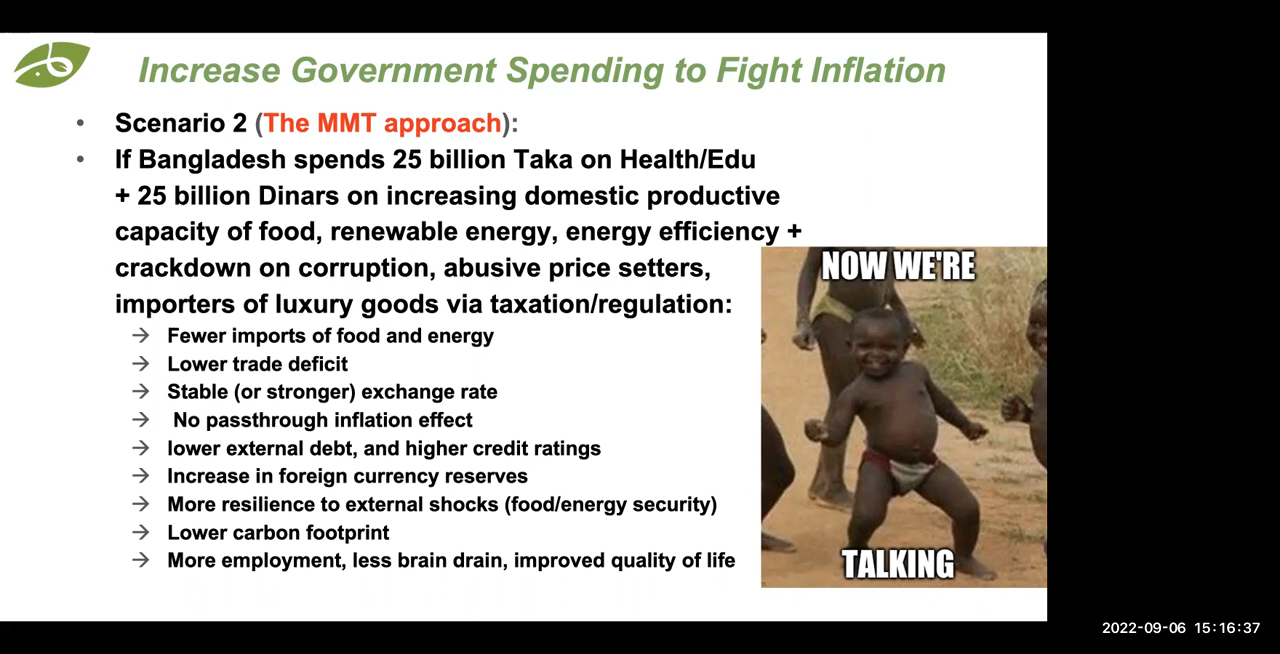 Increase Government Spending to Fight Inflation
• Scenario 2 (The MMT approach):
• If Bangladesh spends 25 billion Taka on Health/Edu
+ 25 billion Dinars on increasing domestic productive
capacity of food, renewable energy, energy efficiency +
crackdown on corruption, abusive price setters,
importers of luxury goods via taxation/regulation:
→ Fewer imports of food and energy
→ Lower trade deficit
→ Stable (or stronger) exchange rate
→ No passthrough inflation effect
→ lower external debt, and higher credit ratings
→ Increase in foreign currency reserves
→ More resilience to external shocks (food/energy security)
→ Lower carbon footprint
→ More employment, less brain drain, improved quality of life
NOW WE'RE
TALKING
2022-09-06 15:16:37